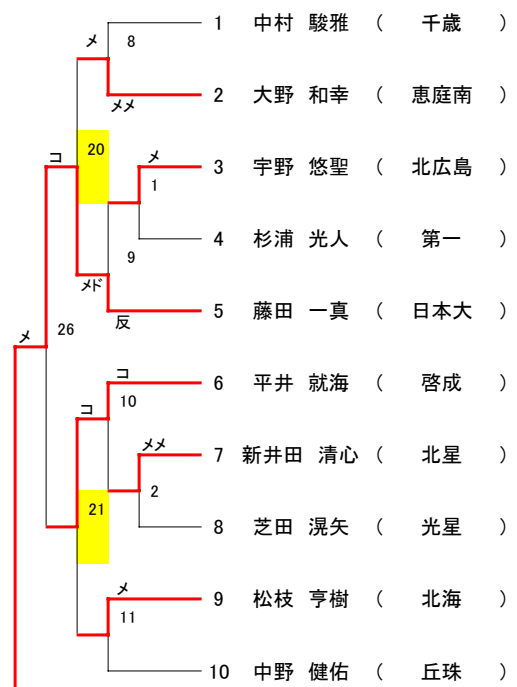 1 中村 駿雅 ( 千歳 )
メ 8
2 大野 和幸 ( 恵庭南 )
メメ
20
コ
メ
3 宇野 悠聖 ( 北広島 )
1
4 杉浦 光人 ( 第一 )
9
メド
5 藤田 一真 ( 日本大 )
反
メ 26
コ
6 平井 就海 ( 啓成 )
コ 10
メメ
7 新井田 清心 ( 北星 )
2
21
8 芝田 滉矢 ( 光星 )
メ
9 松枝 亨樹 ( 北海 )
11
10 中野 健佑 ( 丘珠 )